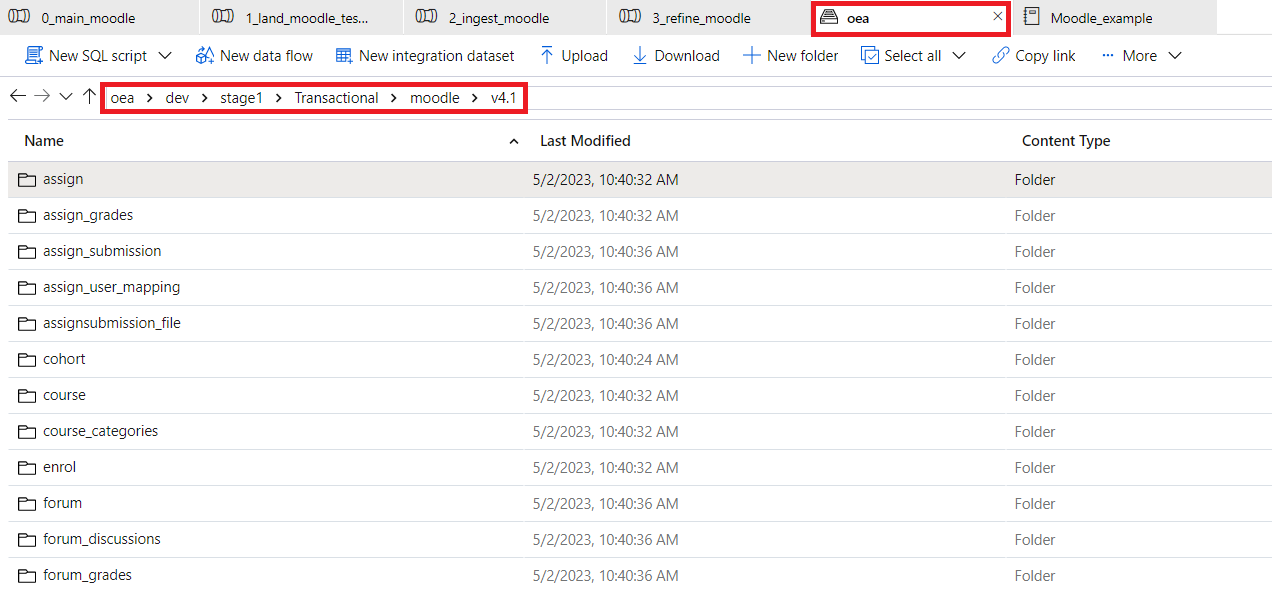 0_main_moodle 1_land_moodle_tes... 2_ingest_moodle 3_refine_moodle oea Moodle_example
New SQL script New data flow New integration dataset Upload Download New folder Select all Copy link ... More
oea > dev > stage1 > Transactional > moodle > v4.1
Name Last Modified Content Type
assign 5/2/2023, 10:40:32 AM Folder
assign_grades 5/2/2023, 10:40:32 AM Folder
assign_submission 5/2/2023, 10:40:36 AM Folder
assign_user_mapping 5/2/2023, 10:40:36 AM Folder
assignsubmission_file 5/2/2023, 10:40:36 AM Folder
cohort 5/2/2023, 10:40:24 AM Folder
course 5/2/2023, 10:40:32 AM Folder
course_categories 5/2/2023, 10:40:32 AM Folder
enrol 5/2/2023, 10:40:32 AM Folder
forum 5/2/2023, 10:40:36 AM Folder
forum_discussions 5/2/2023, 10:40:36 AM Folder
forum_grades 5/2/2023, 10:40:36 AM Folder